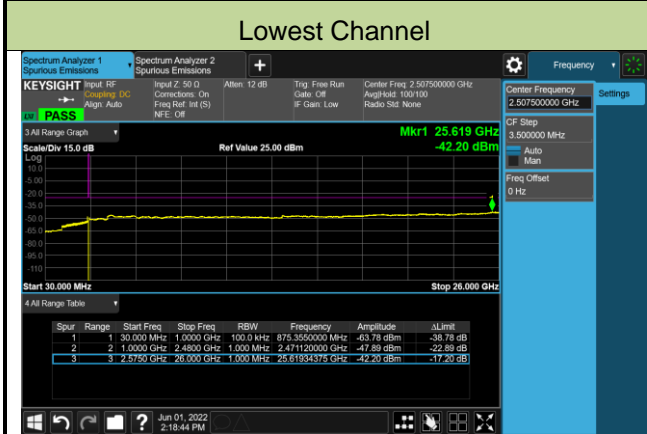 Lowest Channel
Spectrum Analyzer 1
Spurious Emissions
Spectrum Analyzer 2
Spurious Emissions
+
Frequency
KEYSIGHT
Input: RF
Coupling: DC
Align: Auto
Input Z: 50 Ω
Corrections: On
Freq Ref: Int (S)
NFE: Off
Atten: 12 dB
Trig: Free Run
Gate: Off
IF Gain: Low
Center Freq: 2.507500000 GHz
Avg|Hold: 100/100
Radio Std: None
PASS
Center Frequency
2.507500000 GHz
Settings
CF Step
3.500000 MHz
Auto
Man
Freq Offset
0 Hz
3 All Range Graph
Mkr1 25.619 GHz
-42.20 dBm
Scale/Div 15.0 dB
Ref Value 25.00 dBm
Log
10.0
-5.00
-20.0
-35.0
-50.0
-65.0
-80.0
-95.0
-110
Start 30.000 MHz
Stop 26.000 GHz
4 All Range Table
Spur Range Start Freq Stop Freq RBW Frequency Amplitude ΔLimit
1 1 30.000 MHz 1.0000 GHz 100.0 kHz 875.3550000 MHz -63.78 dBm -38.78 dB
2 2 1.0000 GHz 2.4800 GHz 1.000 MHz 2.471120000 GHz -47.89 dBm -22.89 dB
3 3 2.5750 GHz 26.000 GHz 1.000 MHz 25.61934375 GHz -42.20 dBm -17.20 dB
?
Jun 01, 2022
2:18:44 PM